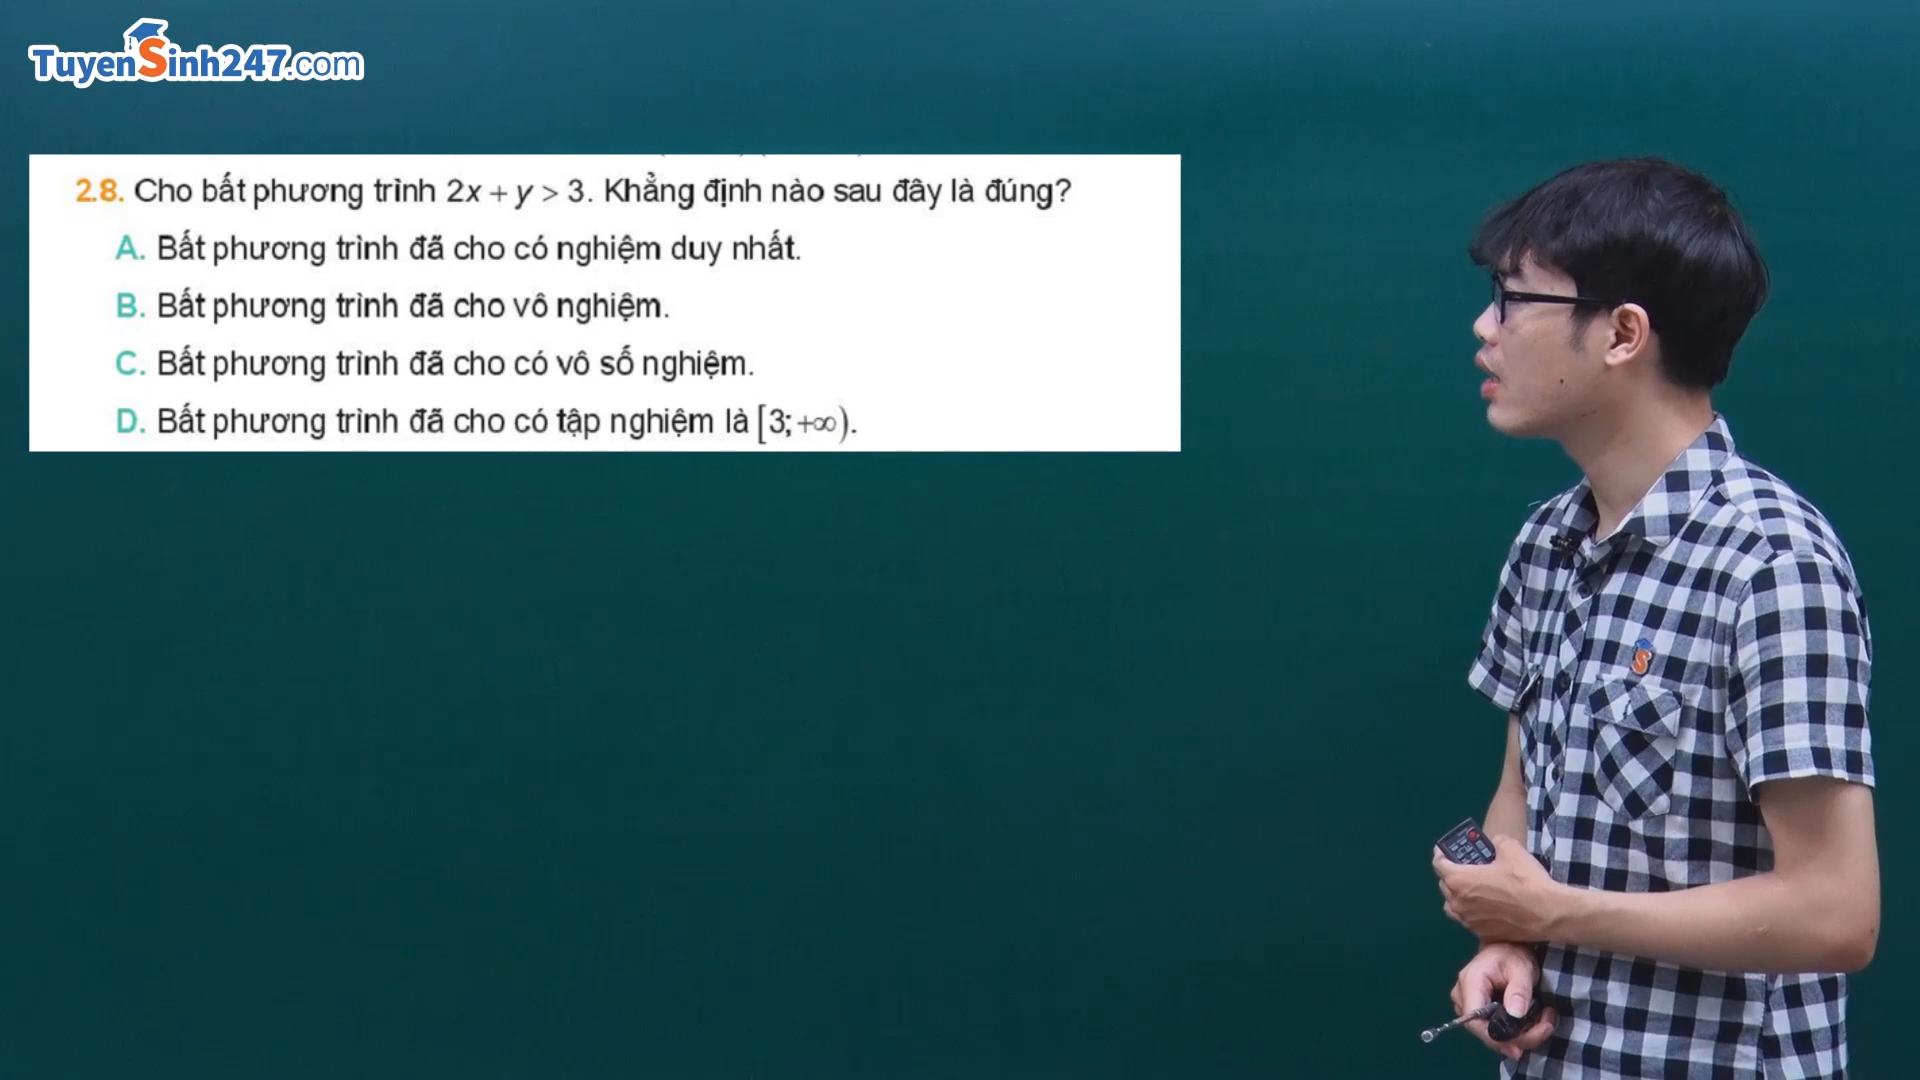 TuyenSinh247.com
2.8. Cho bất phương trình 2x + y > 3. Khẳng định nào sau đây là đúng?
A. Bất phương trình đã cho có nghiệm duy nhất.
B. Bất phương trình đã cho vô nghiệm.
C. Bất phương trình đã cho có vô số nghiệm.
D. Bất phương trình đã cho có tập nghiệm là [3; +∞).